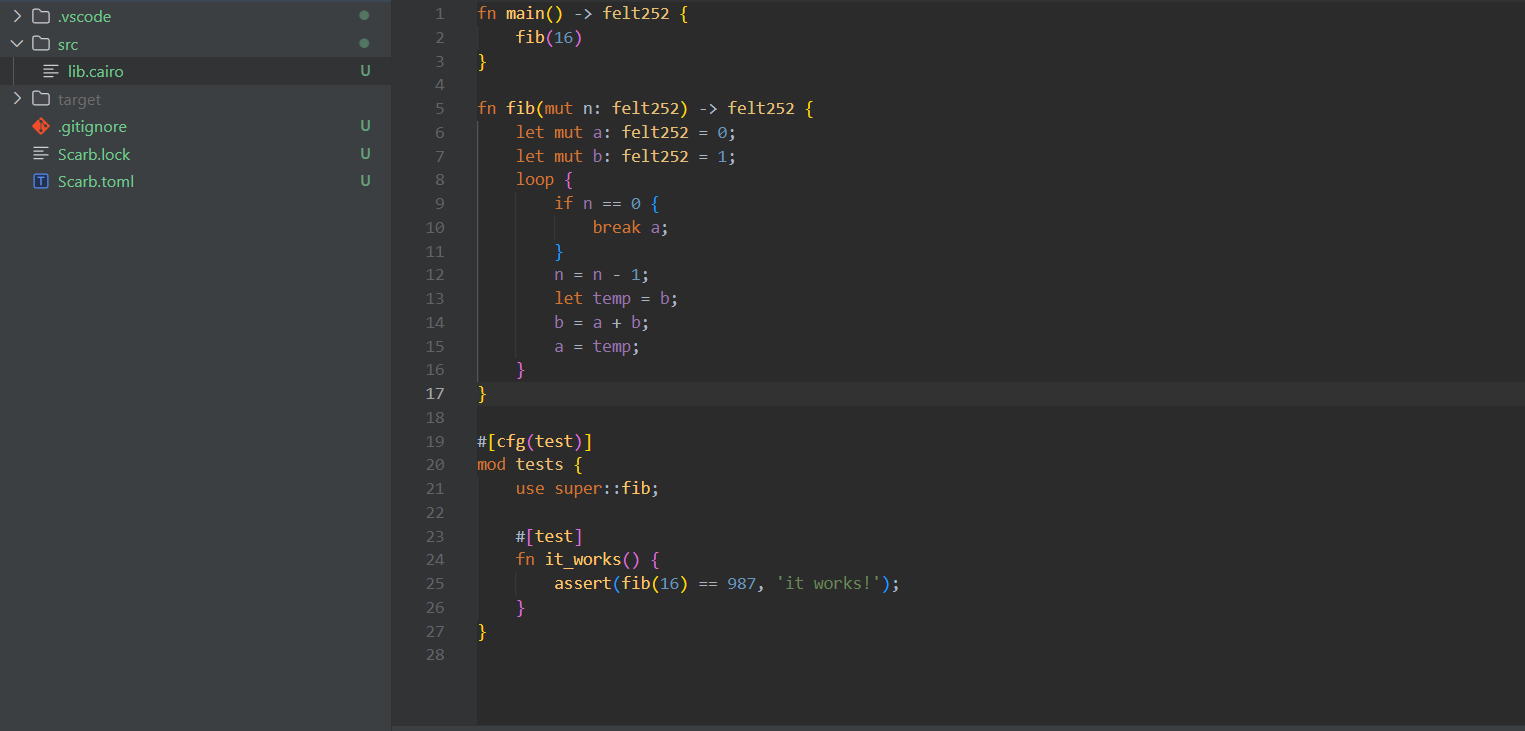 .vscode
src
lib.cairo U
target
.gitignore U
Scarb.lock U
Scarb.toml U
1 fn main() -> felt252 {
2     fib(16)
3 }
4
5 fn fib(mut n: felt252) -> felt252 {
6     let mut a: felt252 = 0;
7     let mut b: felt252 = 1;
8     loop {
9         if n == 0 {
10             break a;
11         }
12         n = n - 1;
13         let temp = b;
14         b = a + b;
15         a = temp;
16     }
17 }
18
19 #[cfg(test)]
20 mod tests {
21     use super::fib;
22
23     #[test]
24     fn it_works() {
25         assert(fib(16) == 987, 'it works!');
26     }
27 }
28